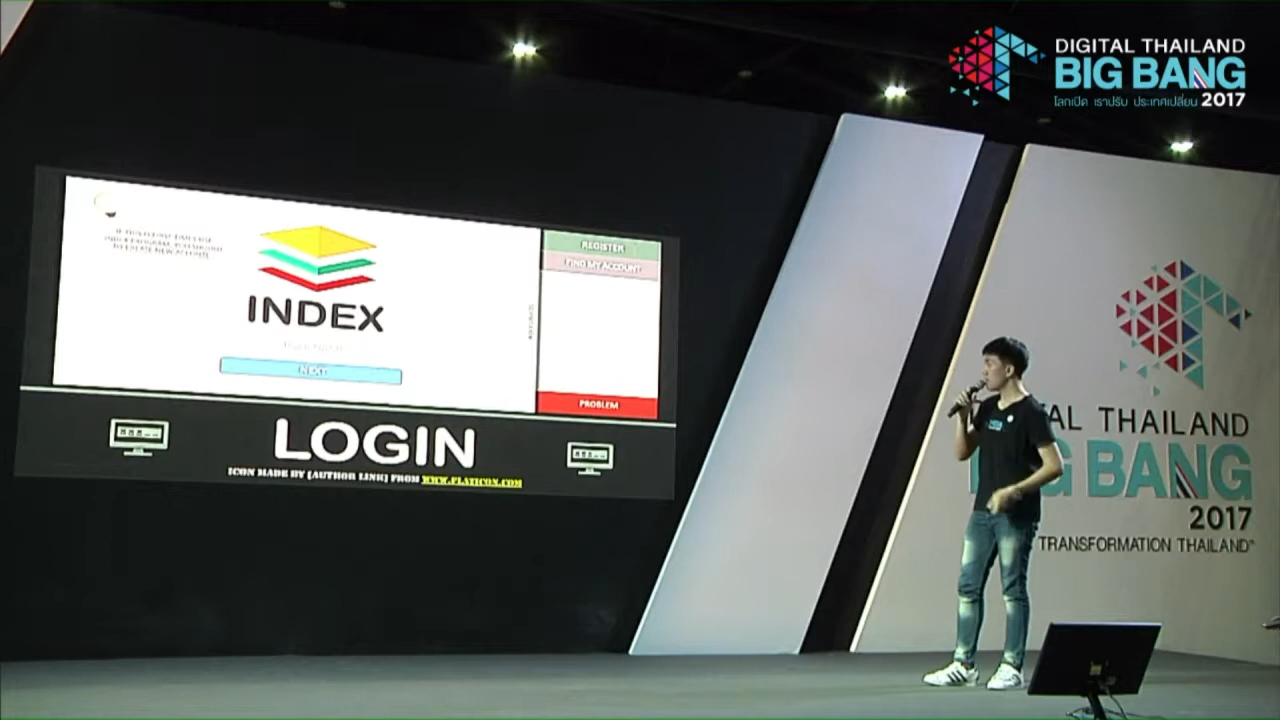 DIGITAL THAILAND
BIG BANG
โลกเปิด เราปรับ ประเทศเปลี่ยน 2017
INDEX
NEXT
REGISTER
FIND MY ACCOUNT
PROBLEM
LOGIN
ICON MADE BY [AUTHOR LINK] FROM WWW.FLATICON.COM
AL THAILAND
G BANG
2017
TRANSFORMATION THAILAND"